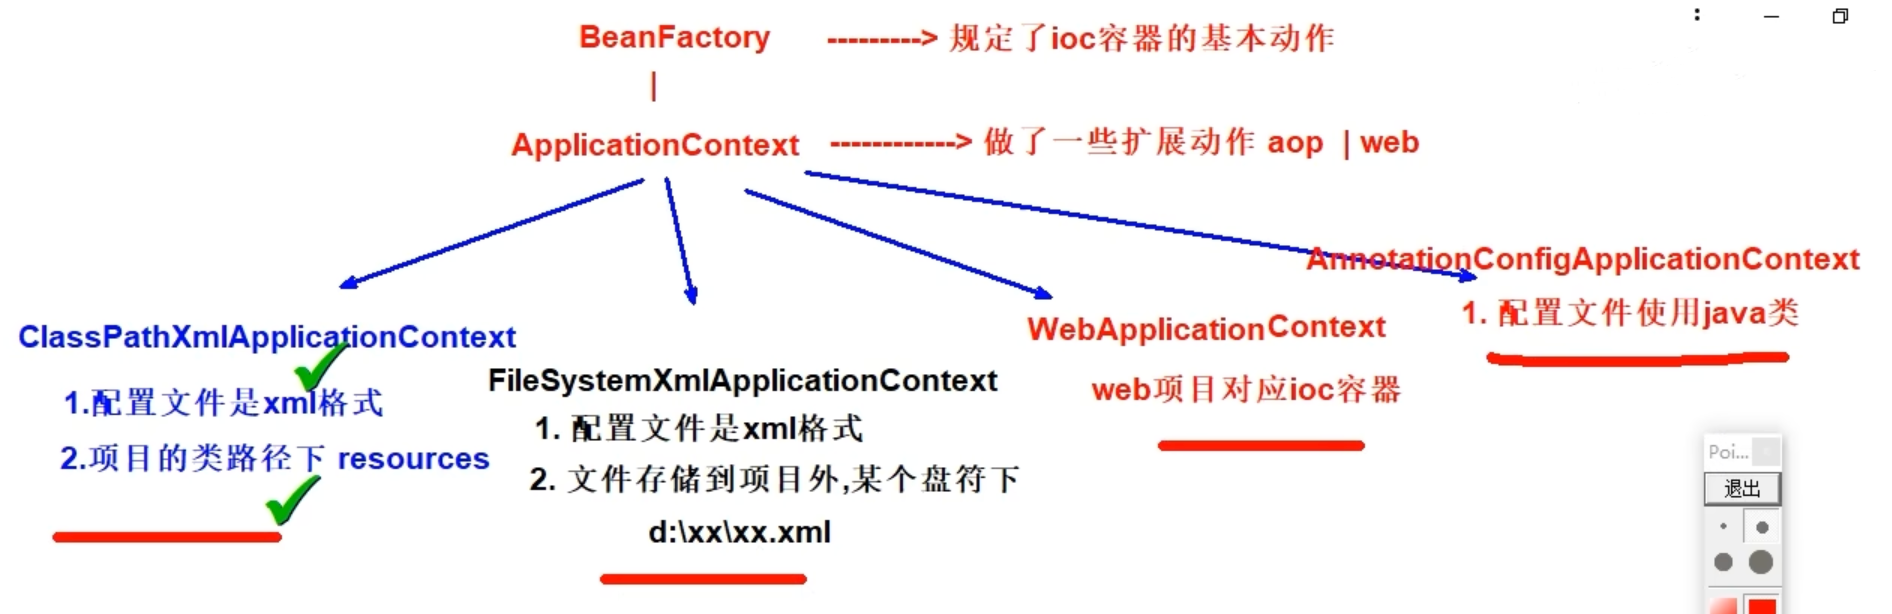 BeanFactory ---------> 规定了ioc容器的基本动作
|
ApplicationContext ------------> 做了一些扩展动作 aop | web
ClassPathXmlApplicationContext
1.配置文件是xml格式
2.项目的类路径下 resources
FileSystemXmlApplicationContext
1. 配置文件是xml格式
2. 文件存储到项目外,某个盘符下
d:\xx\xx.xml
WebApplicationContext
web项目对应ioc容器
AnnotationConfigApplicationContext
1. 配置文件使用java类
Poi...
退出